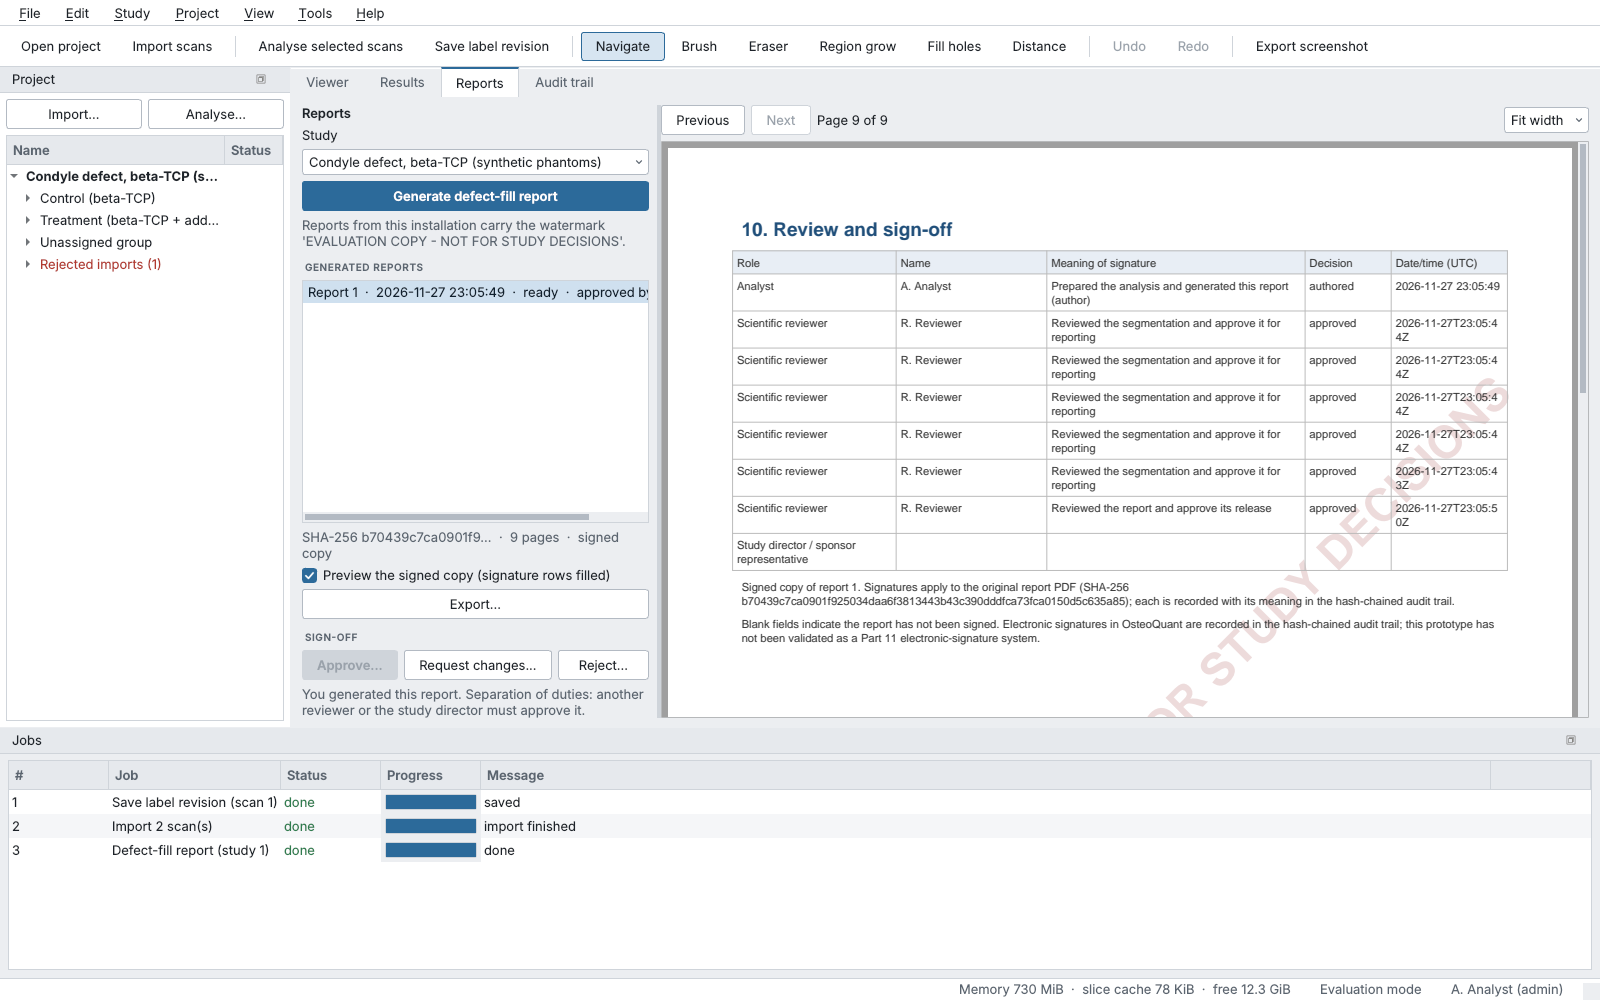 File Edit Study Project View Tools Help
Open project Import scans Analyse selected scans Save label revision Navigate Brush Eraser Region grow Fill holes Distance Undo Redo Export screenshot
Project
Import... Analyse...
Name Status
Condyle defect, beta-TCP (s...
Control (beta-TCP)
Treatment (beta-TCP + add...
Unassigned group
Rejected imports (1)
Viewer Results Reports Audit trail
Reports
Study
Condyle defect, beta-TCP (synthetic phantoms)
Generate defect-fill report
Reports from this installation carry the watermark
'EVALUATION COPY - NOT FOR STUDY DECISIONS'.
GENERATED REPORTS
Report 1 · 2026-11-27 23:05:49 · ready · approved by
SHA-256 b70439c7ca0901f9... · 9 pages · signed
copy
Preview the signed copy (signature rows filled)
Export...
SIGN-OFF
Approve... Request changes... Reject...
You generated this report. Separation of duties: another
reviewer or the study director must approve it.
Previous Next Page 9 of 9 Fit width
10. Review and sign-off
Role Name Meaning of signature Decision Date/time (UTC)
Analyst A. Analyst Prepared the analysis and generated this report authored 2026-11-27 23:05:49
(author)
Scientific reviewer R. Reviewer Reviewed the segmentation and approve it for approved 2026-11-27T23:05:4
reporting 4Z
Scientific reviewer R. Reviewer Reviewed the segmentation and approve it for approved 2026-11-27T23:05:4
reporting 4Z
Scientific reviewer R. Reviewer Reviewed the segmentation and approve it for approved 2026-11-27T23:05:4
reporting 4Z
Scientific reviewer R. Reviewer Reviewed the segmentation and approve it for approved 2026-11-27T23:05:4
reporting 4Z
Scientific reviewer R. Reviewer Reviewed the segmentation and approve it for approved 2026-11-27T23:05:4
reporting 3Z
Scientific reviewer R. Reviewer Reviewed the report and approve its release approved 2026-11-27T23:05:5
0Z
Study director / sponsor
representative
Signed copy of report 1. Signatures apply to the original report PDF (SHA-256
b70439c7ca0901f925034daa6f3813443b43c390dddfca73fca0150d5c635a85); each is recorded with its meaning in the hash-chained audit trail.
Blank fields indicate the report has not been signed. Electronic signatures in OsteoQuant are recorded in the hash-chained audit trail; this prototype has
not been validated as a Part 11 electronic-signature system.
OR STUDY DECISIONS
Jobs
# Job Status Progress Message
1 Save label revision (scan 1) done saved
2 Import 2 scan(s) done import finished
3 Defect-fill report (study 1) done done
Memory 730 MiB · slice cache 78 KiB · free 12.3 GiB Evaluation mode A. Analyst (admin)